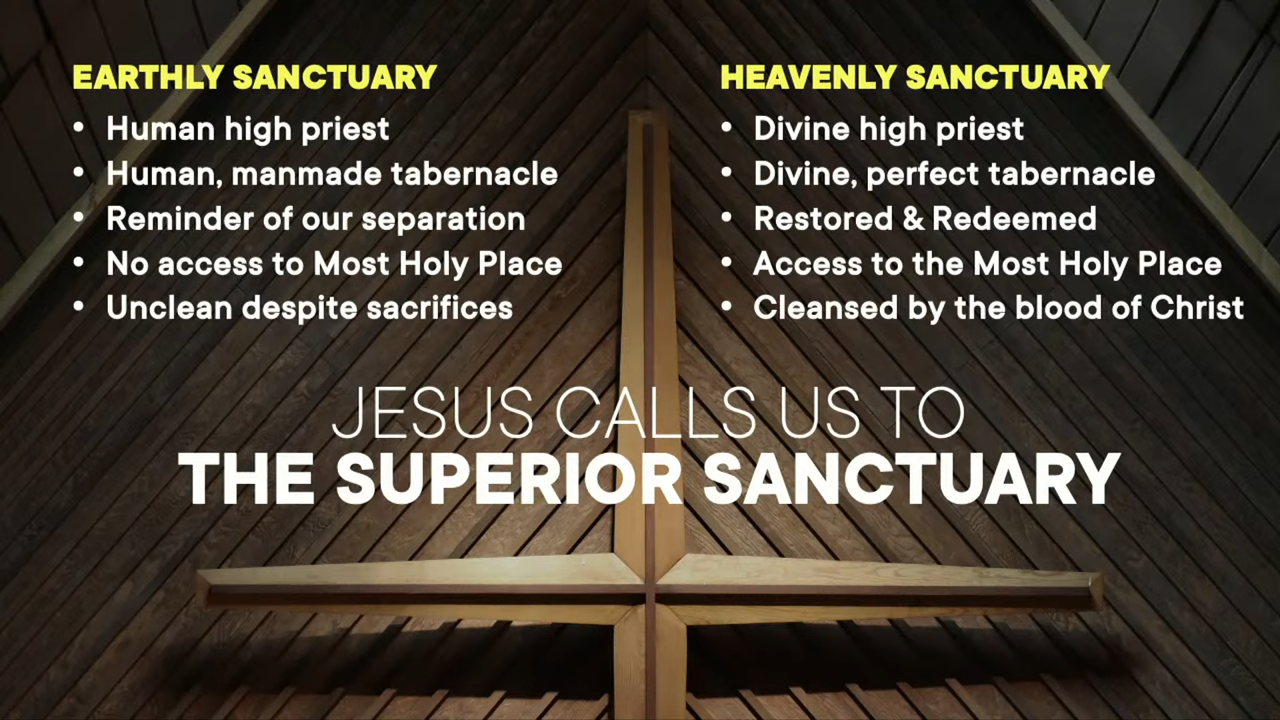 EARTHLY SANCTUARY
• Human high priest
• Human, manmade tabernacle
• Reminder of our separation
• No access to Most Holy Place
• Unclean despite sacrifices
HEAVENLY SANCTUARY
• Divine high priest
• Divine, perfect tabernacle
• Restored & Redeemed
• Access to the Most Holy Place
• Cleansed by the blood of Christ
JESUS CALLS US TO
THE SUPERIOR SANCTUARY